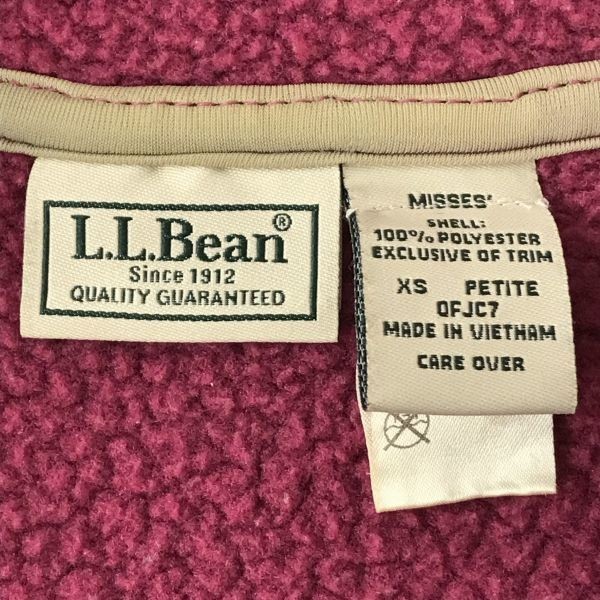 L.L.Bean®
Since 1912
QUALITY GUARANTEED
MISSES'
SHELL:
100% POLYESTER
EXCLUSIVE OF TRIM
XS PETITE
0FJC7
MADE IN VIETNAM
CARE OVER